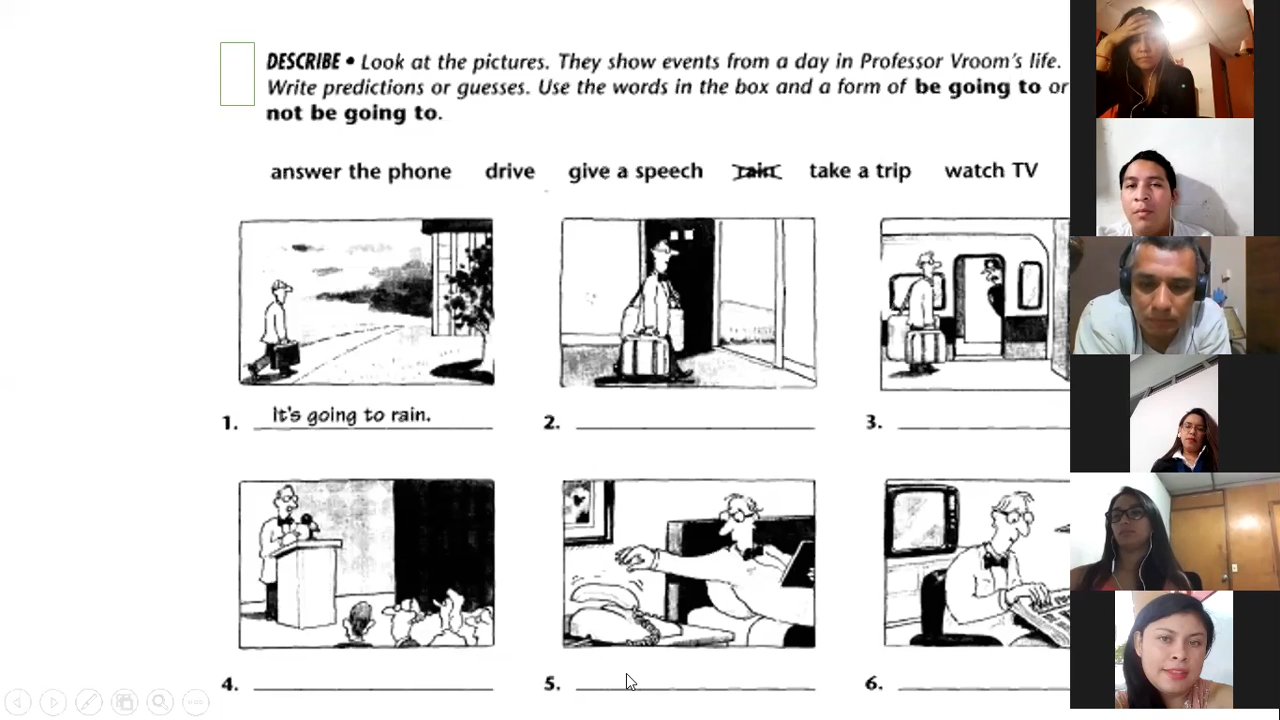 DESCRIBE • Look at the pictures. They show events from a day in Professor Vroom's life.
Write predictions or guesses. Use the words in the box and a form of be going to or
not be going to.
answer the phone drive give a speech rain take a trip watch TV
1. It's going to rain.
2.
3.
4.
5.
6.